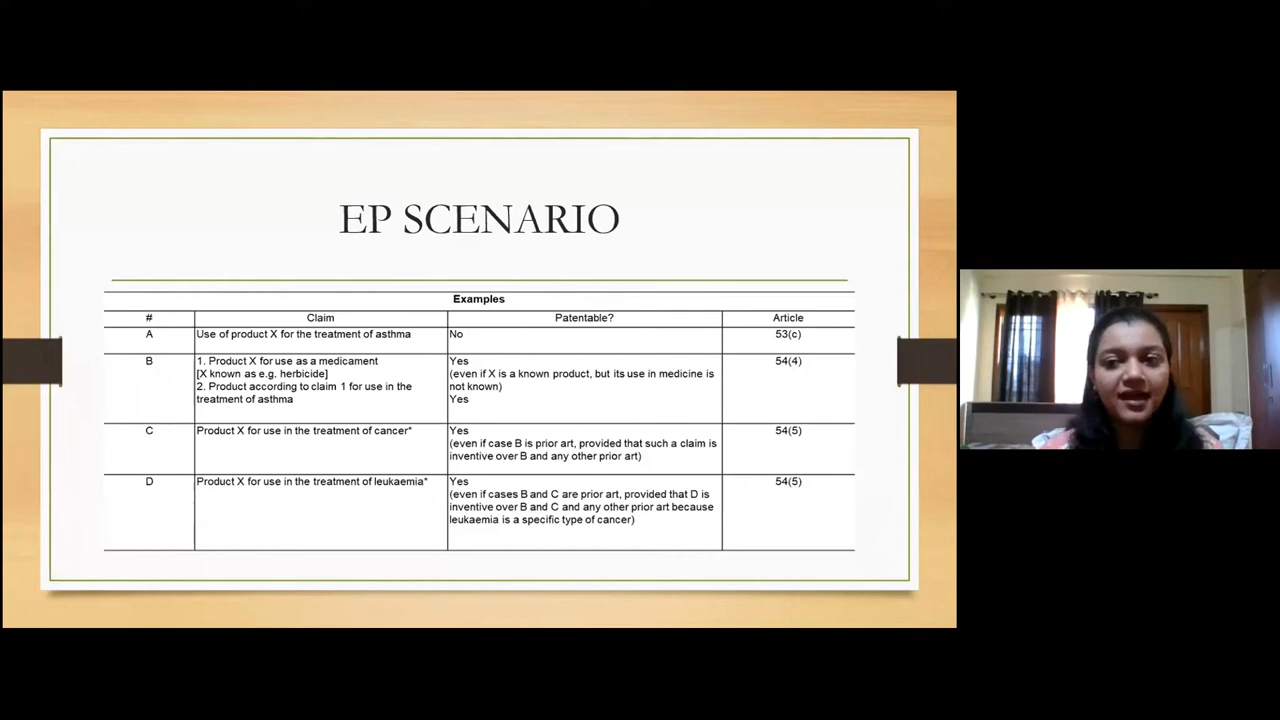 EP SCENARIO
Examples
# Claim Patentable? Article
A Use of product X for the treatment of asthma No 53(c)
B 1. Product X for use as a medicament Yes 54(4)
[X known as e.g. herbicide] (even if X is a known product, but its use in medicine is
2. Product according to claim 1 for use in the not known)
treatment of asthma Yes
C Product X for use in the treatment of cancer* Yes 54(5)
(even if case B is prior art, provided that such a claim is
inventive over B and any other prior art)
D Product X for use in the treatment of leukaemia* Yes 54(5)
(even if cases B and C are prior art, provided that D is
inventive over B and C and any other prior art because
leukaemia is a specific type of cancer)